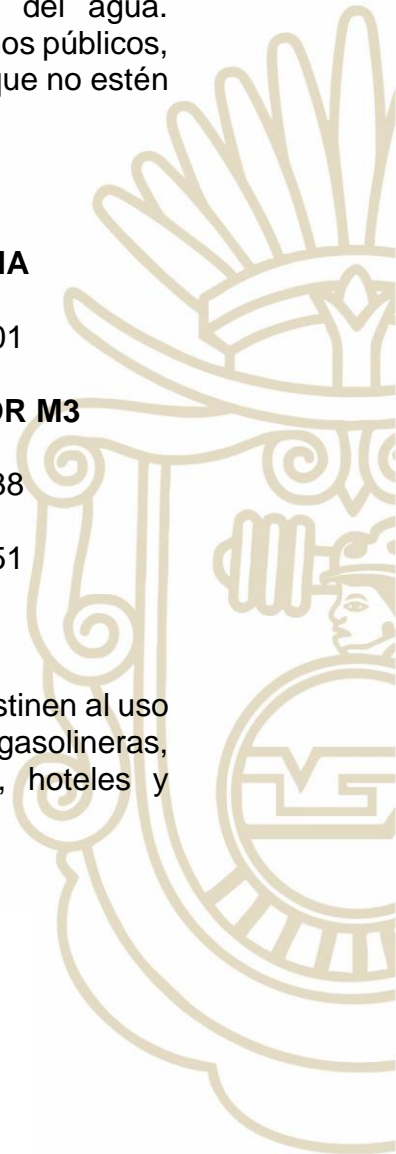 del agua.
os públicos,
que no estén
IA
01
OR M3
38
51
stinen al uso
gasolineras,
, hoteles y